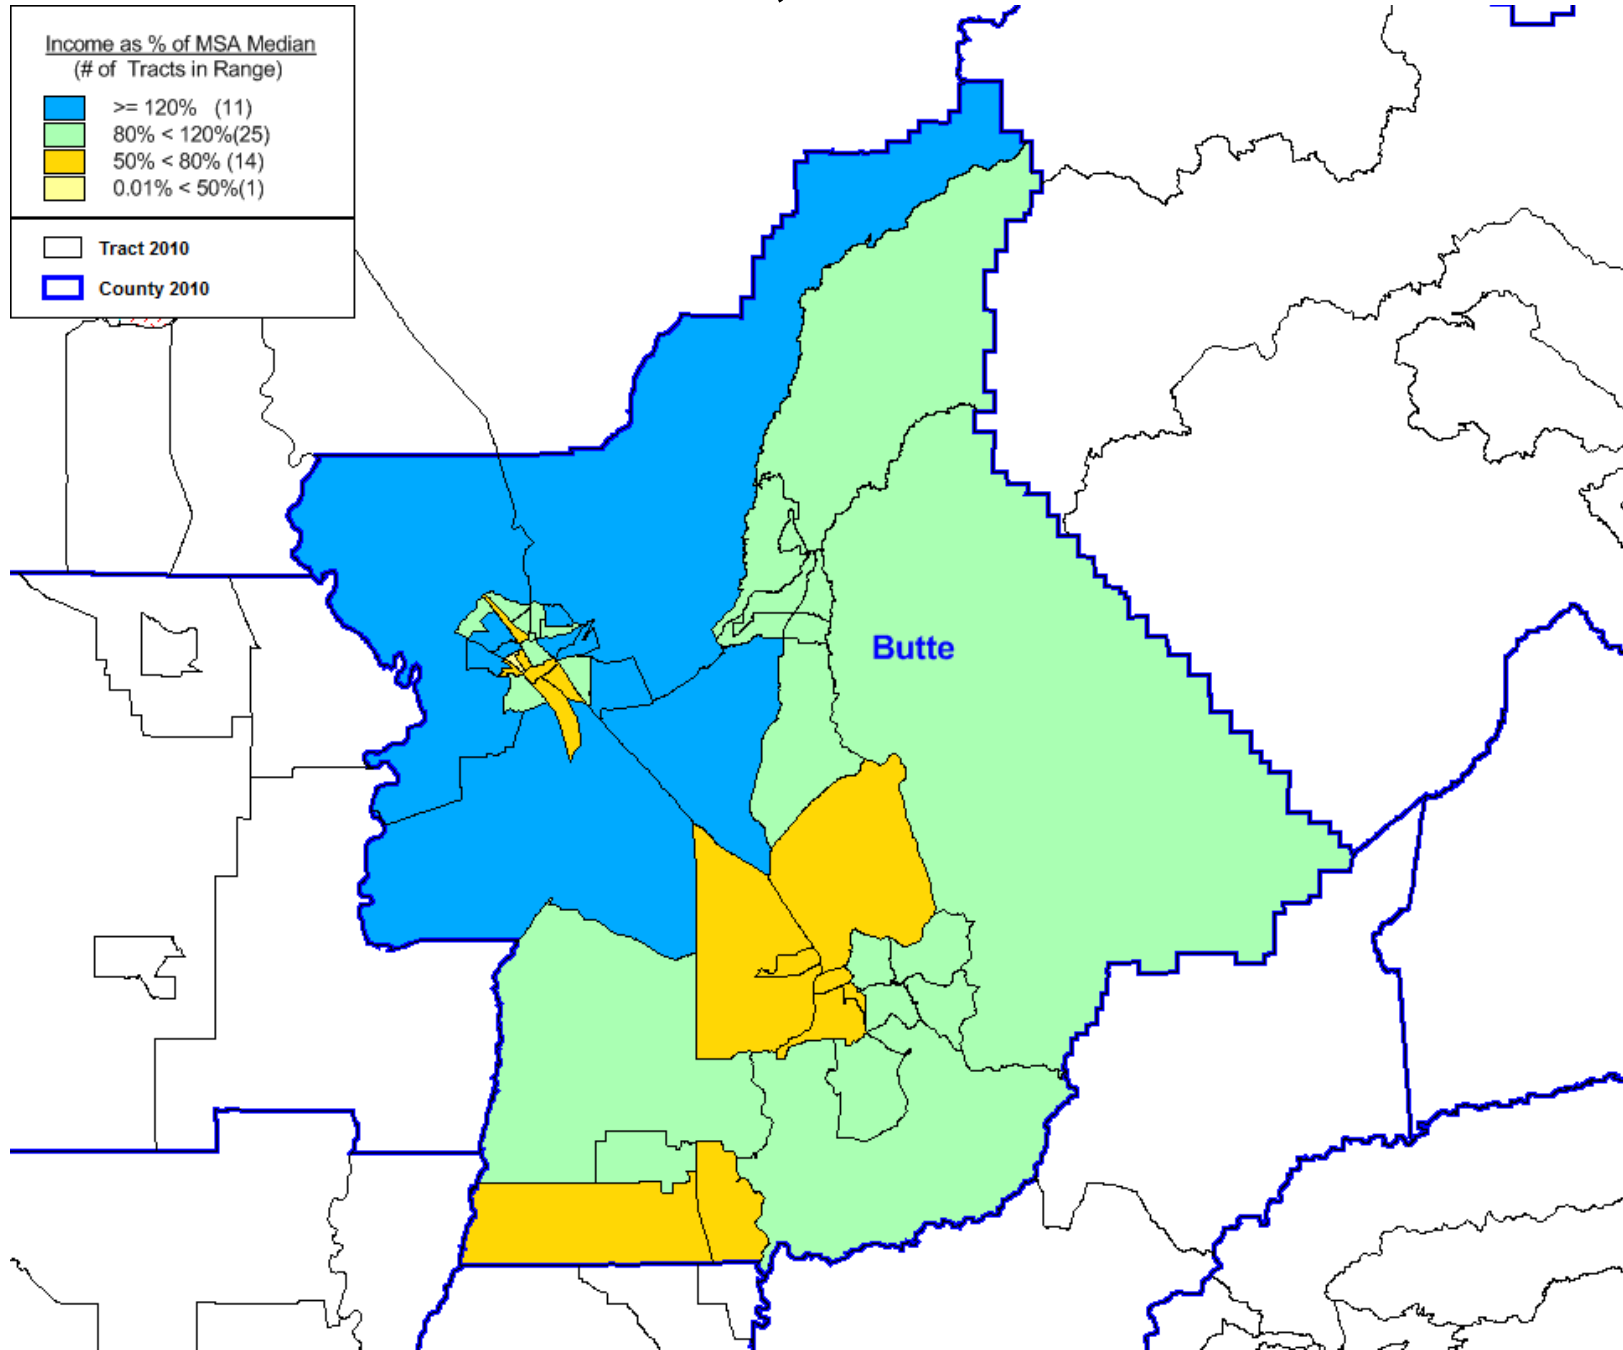 Income as % of MSA Median
(# of Tracts in Range)
>= 120% (11)
80% < 120%(25)
50% < 80% (14)
0.01% < 50%(1)
Tract 2010
County 2010
Butte